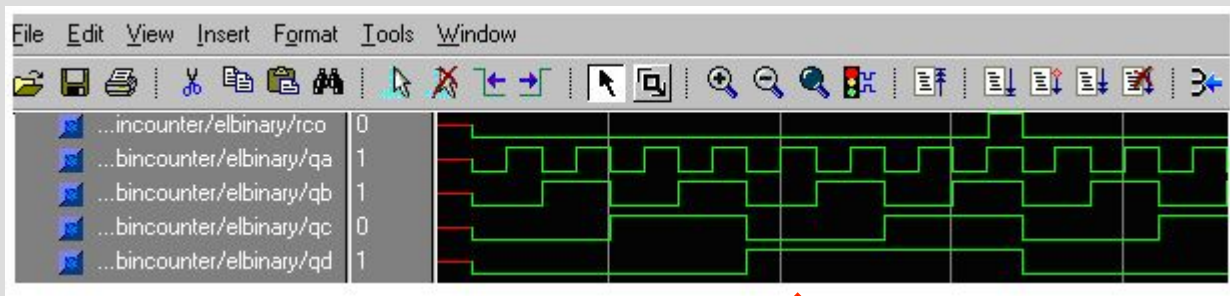 File Edit View Insert Format Tools Window
...incounter/elbinary/rco 0
...bincounter/elbinary/qa 1
...bincounter/elbinary/qb 1
...bincounter/elbinary/qc 0
...bincounter/elbinary/qd 1